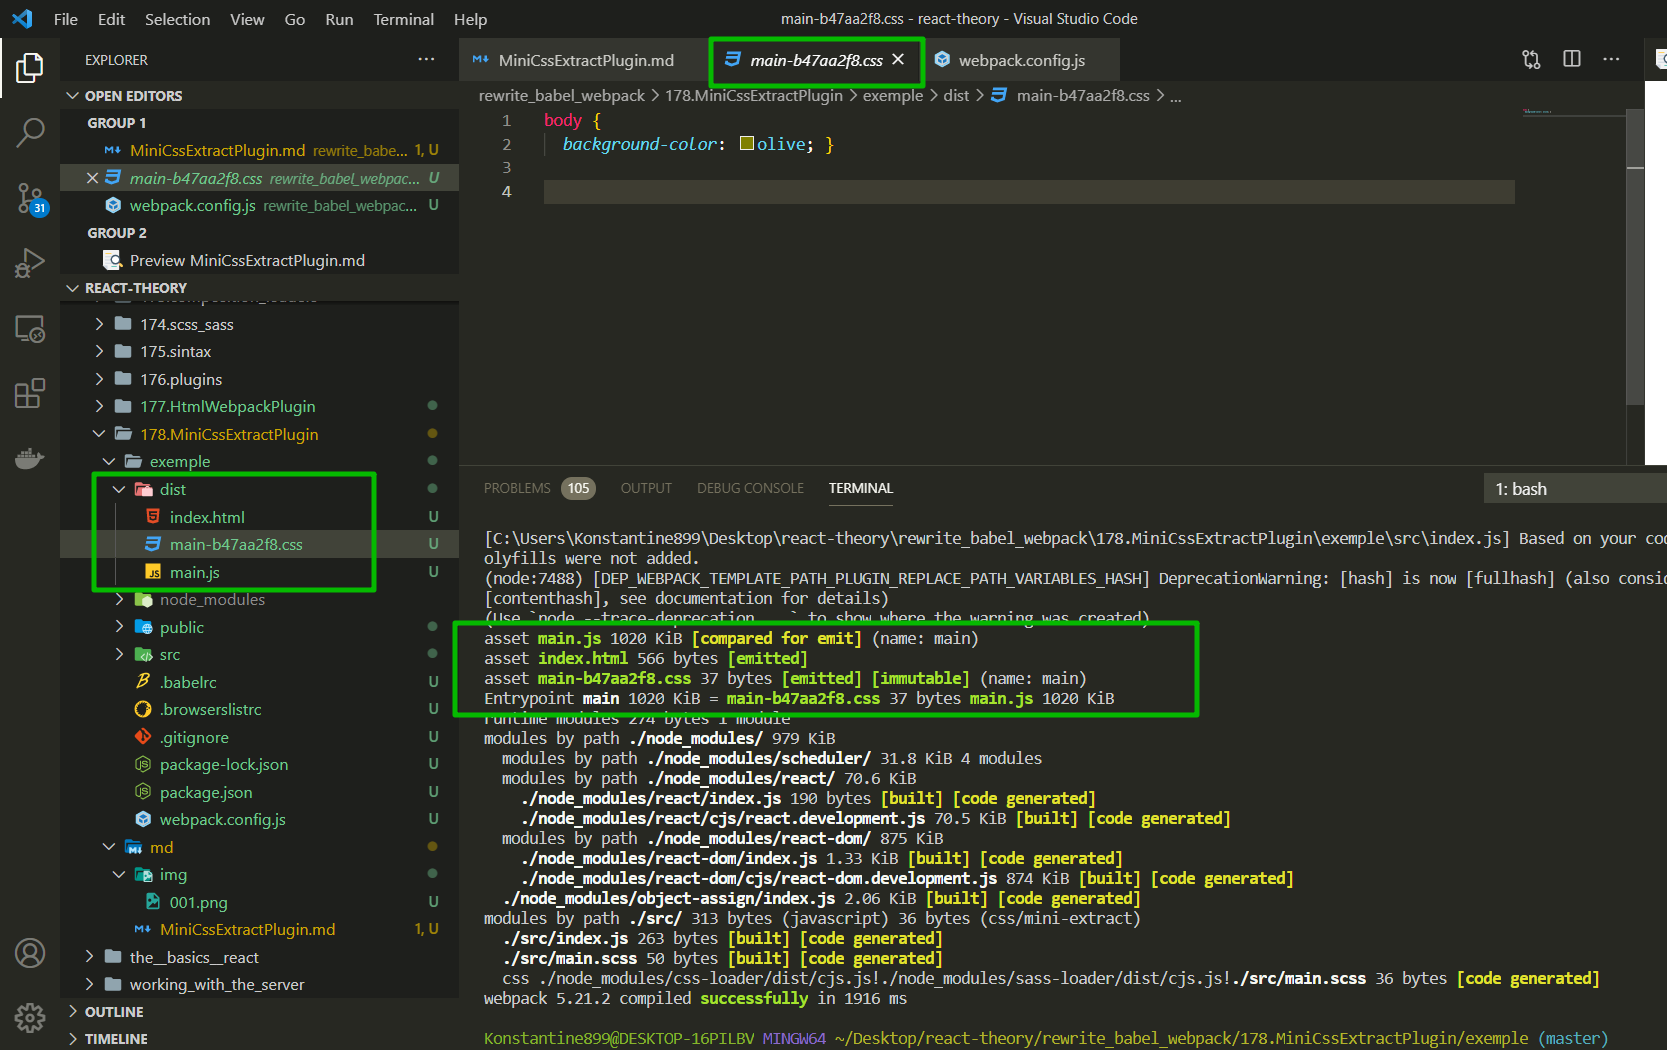 File Edit Selection View Go Run Terminal Help
main-b47aa2f8.css - react-theory - Visual Studio Code
EXPLORER
OPEN EDITORS
GROUP 1
MiniCssExtractPlugin.md rewrite_babe... 1, U
main-b47aa2f8.css rewrite_babel_webpac... U
webpack.config.js rewrite_babel_webpac... U
GROUP 2
Preview MiniCssExtractPlugin.md
REACT-THEORY
174.scss_sass
175.sintax
176.plugins
177.HtmlWebpackPlugin
178.MiniCssExtractPlugin
exemple
dist
index.html U
main-b47aa2f8.css U
main.js U
node_modules
public
src
.babelrc U
.browserslistrc U
.gitignore U
package-lock.json U
package.json U
webpack.config.js U
md
img
001.png U
MiniCssExtractPlugin.md 1, U
the__basics__react
working_with_the_server
OUTLINE
TIMELINE
31
MiniCssExtractPlugin.md
main-b47aa2f8.css
webpack.config.js
rewrite_babel_webpack > 178.MiniCssExtractPlugin > exemple > dist > main-b47aa2f8.css > ...
1 body {
2 background-color: olive; }
3
4
PROBLEMS 105 OUTPUT DEBUG CONSOLE TERMINAL
1: bash
[C:\Users\Konstantine899\Desktop\react-theory\rewrite_babel_webpack\178.MiniCssExtractPlugin\exemple\src\index.js] Based on your co
olyfills were not added.
(node:7488) [DEP_WEBPACK_TEMPLATE_PATH_PLUGIN_REPLACE_PATH_VARIABLES_HASH] DeprecationWarning: [hash] is now [fullhash] (also consi
[contenthash], see documentation for details)
(Use `node --trace-deprecation ...` to show where the warning was created)
asset main.js 1020 KiB [compared for emit] (name: main)
asset index.html 566 bytes [emitted]
asset main-b47aa2f8.css 37 bytes [emitted] [immutable] (name: main)
Entrypoint main 1020 KiB = main-b47aa2f8.css 37 bytes main.js 1020 KiB
runtime modules 274 bytes 1 module
modules by path ./node_modules/ 979 KiB
modules by path ./node_modules/scheduler/ 31.8 KiB 4 modules
modules by path ./node_modules/react/ 70.6 KiB
./node_modules/react/index.js 190 bytes [built] [code generated]
./node_modules/react/cjs/react.development.js 70.5 KiB [built] [code generated]
modules by path ./node_modules/react-dom/ 875 KiB
./node_modules/react-dom/index.js 1.33 KiB [built] [code generated]
./node_modules/react-dom/cjs/react-dom.development.js 874 KiB [built] [code generated]
./node_modules/object-assign/index.js 2.06 KiB [built] [code generated]
modules by path ./src/ 313 bytes (javascript) 36 bytes (css/mini-extract)
./src/index.js 263 bytes [built] [code generated]
./src/main.scss 50 bytes [built] [code generated]
css ./node_modules/css-loader/dist/cjs.js!./node_modules/sass-loader/dist/cjs.js!./src/main.scss 36 bytes [code generated]
webpack 5.21.2 compiled successfully in 1916 ms
Konstantine899@DESKTOP-16PILBV MINGW64 ~/Desktop/react-theory/rewrite_babel_webpack/178.MiniCssExtractPlugin/exemple (master)